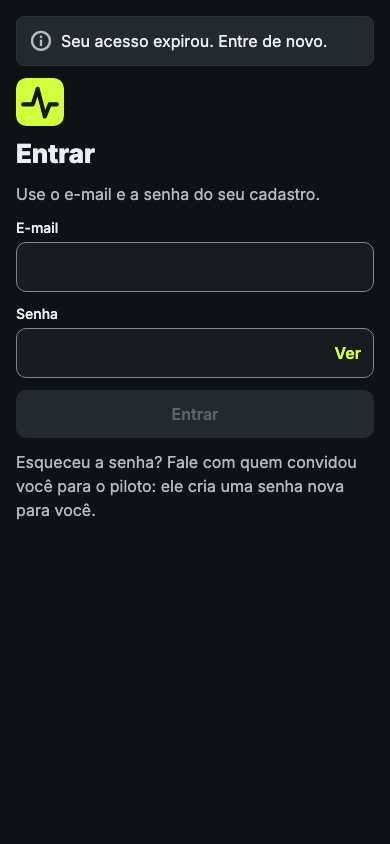 Seu acesso expirou. Entre de novo.
Entrar
Use o e-mail e a senha do seu cadastro.
E-mail
Senha
Ver
Entrar
Esqueceu a senha? Fale com quem convidou
você para o piloto: ele cria uma senha nova
para você.